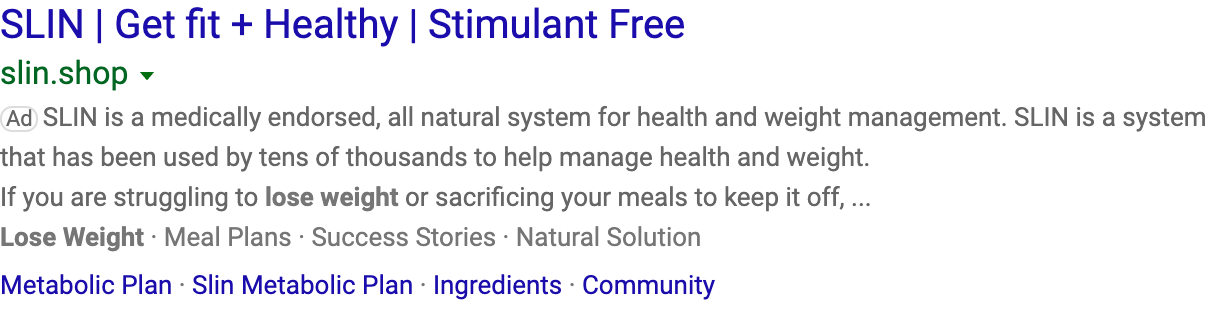 SLIN | Get fit + Healthy | Stimulant Free
slin.shop
Ad SLIN is a medically endorsed, all natural system for health and weight management. SLIN is a system
that has been used by tens of thousands to help manage health and weight.
If you are struggling to lose weight or sacrificing your meals to keep it off, ...
Lose Weight · Meal Plans · Success Stories · Natural Solution
Metabolic Plan · Slin Metabolic Plan · Ingredients · Community